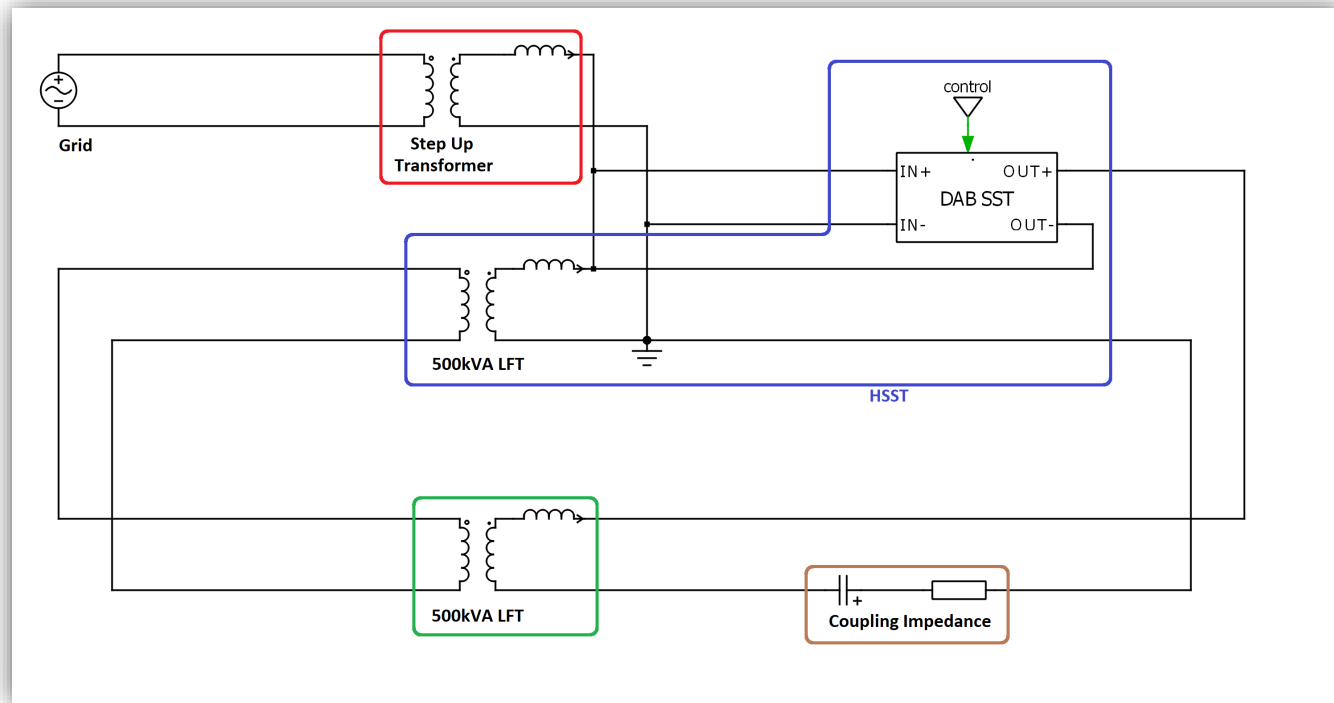 Grid
Step Up
Transformer
control
IN+
OUT+
DAB SST
IN-
OUT-
500kVA LFT
HSST
500kVA LFT
+
Coupling Impedance